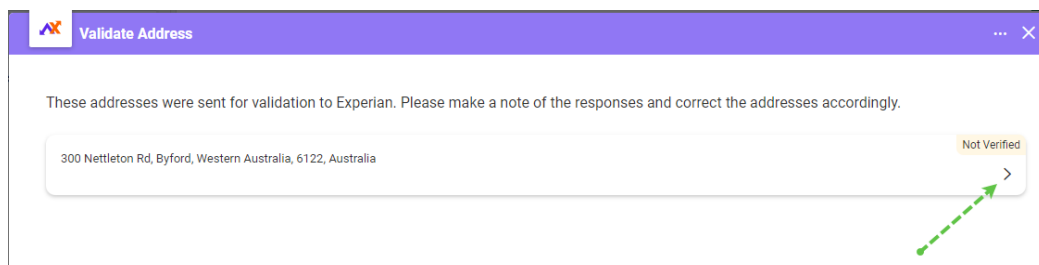 Validate Address
These addresses were sent for validation to Experian. Please make a note of the responses and correct the addresses accordingly.
Not Verified
300 Nettleton Rd, Byford, Western Australia, 6122, Australia